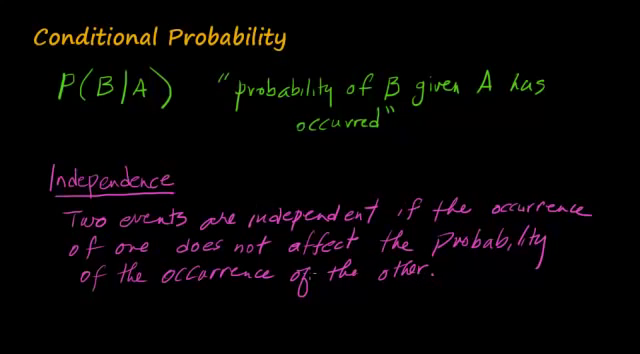 Conditional Probability
P(B/A) "probability of B given A has
occurred"
Independence
Two events are independent if the occurrence
of one does not affect the probability
of the occurrence of the other.